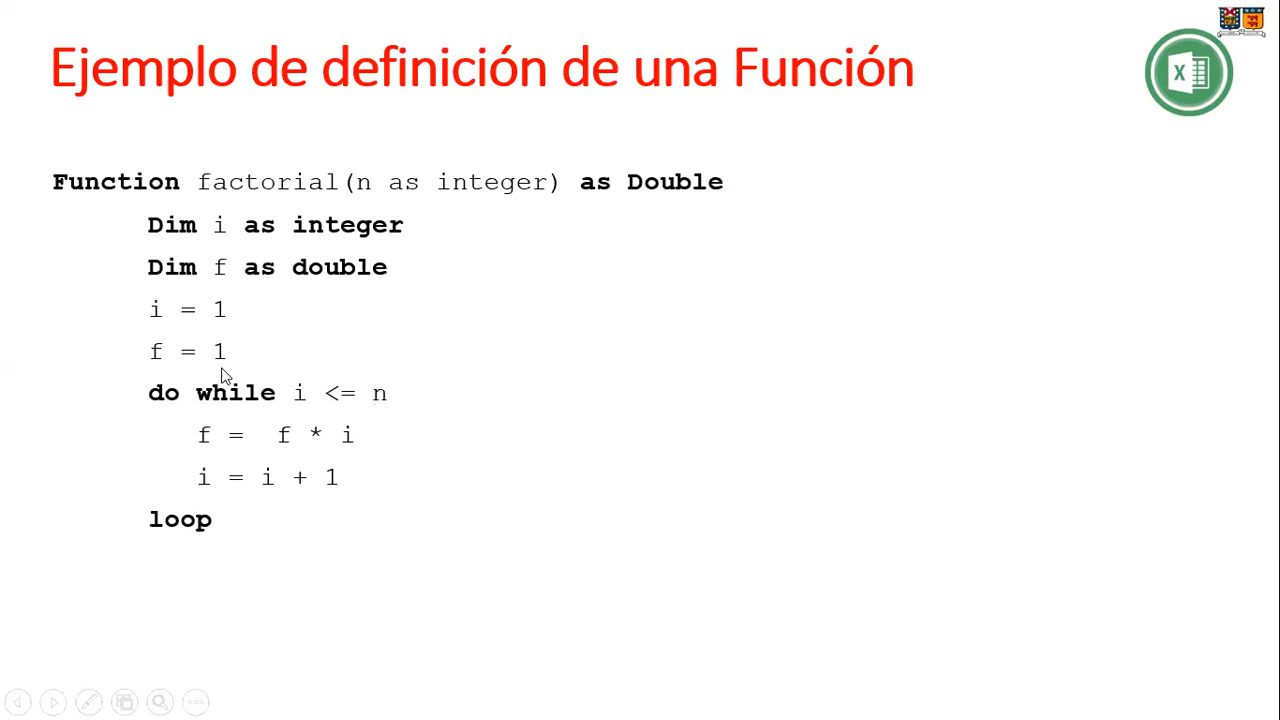 Ejemplo de definición de una Función
Function factorial(n as integer) as Double
Dim i as integer
Dim f as double
i = 1
f = 1
do while i <= n
f =  f * i
i = i + 1
loop